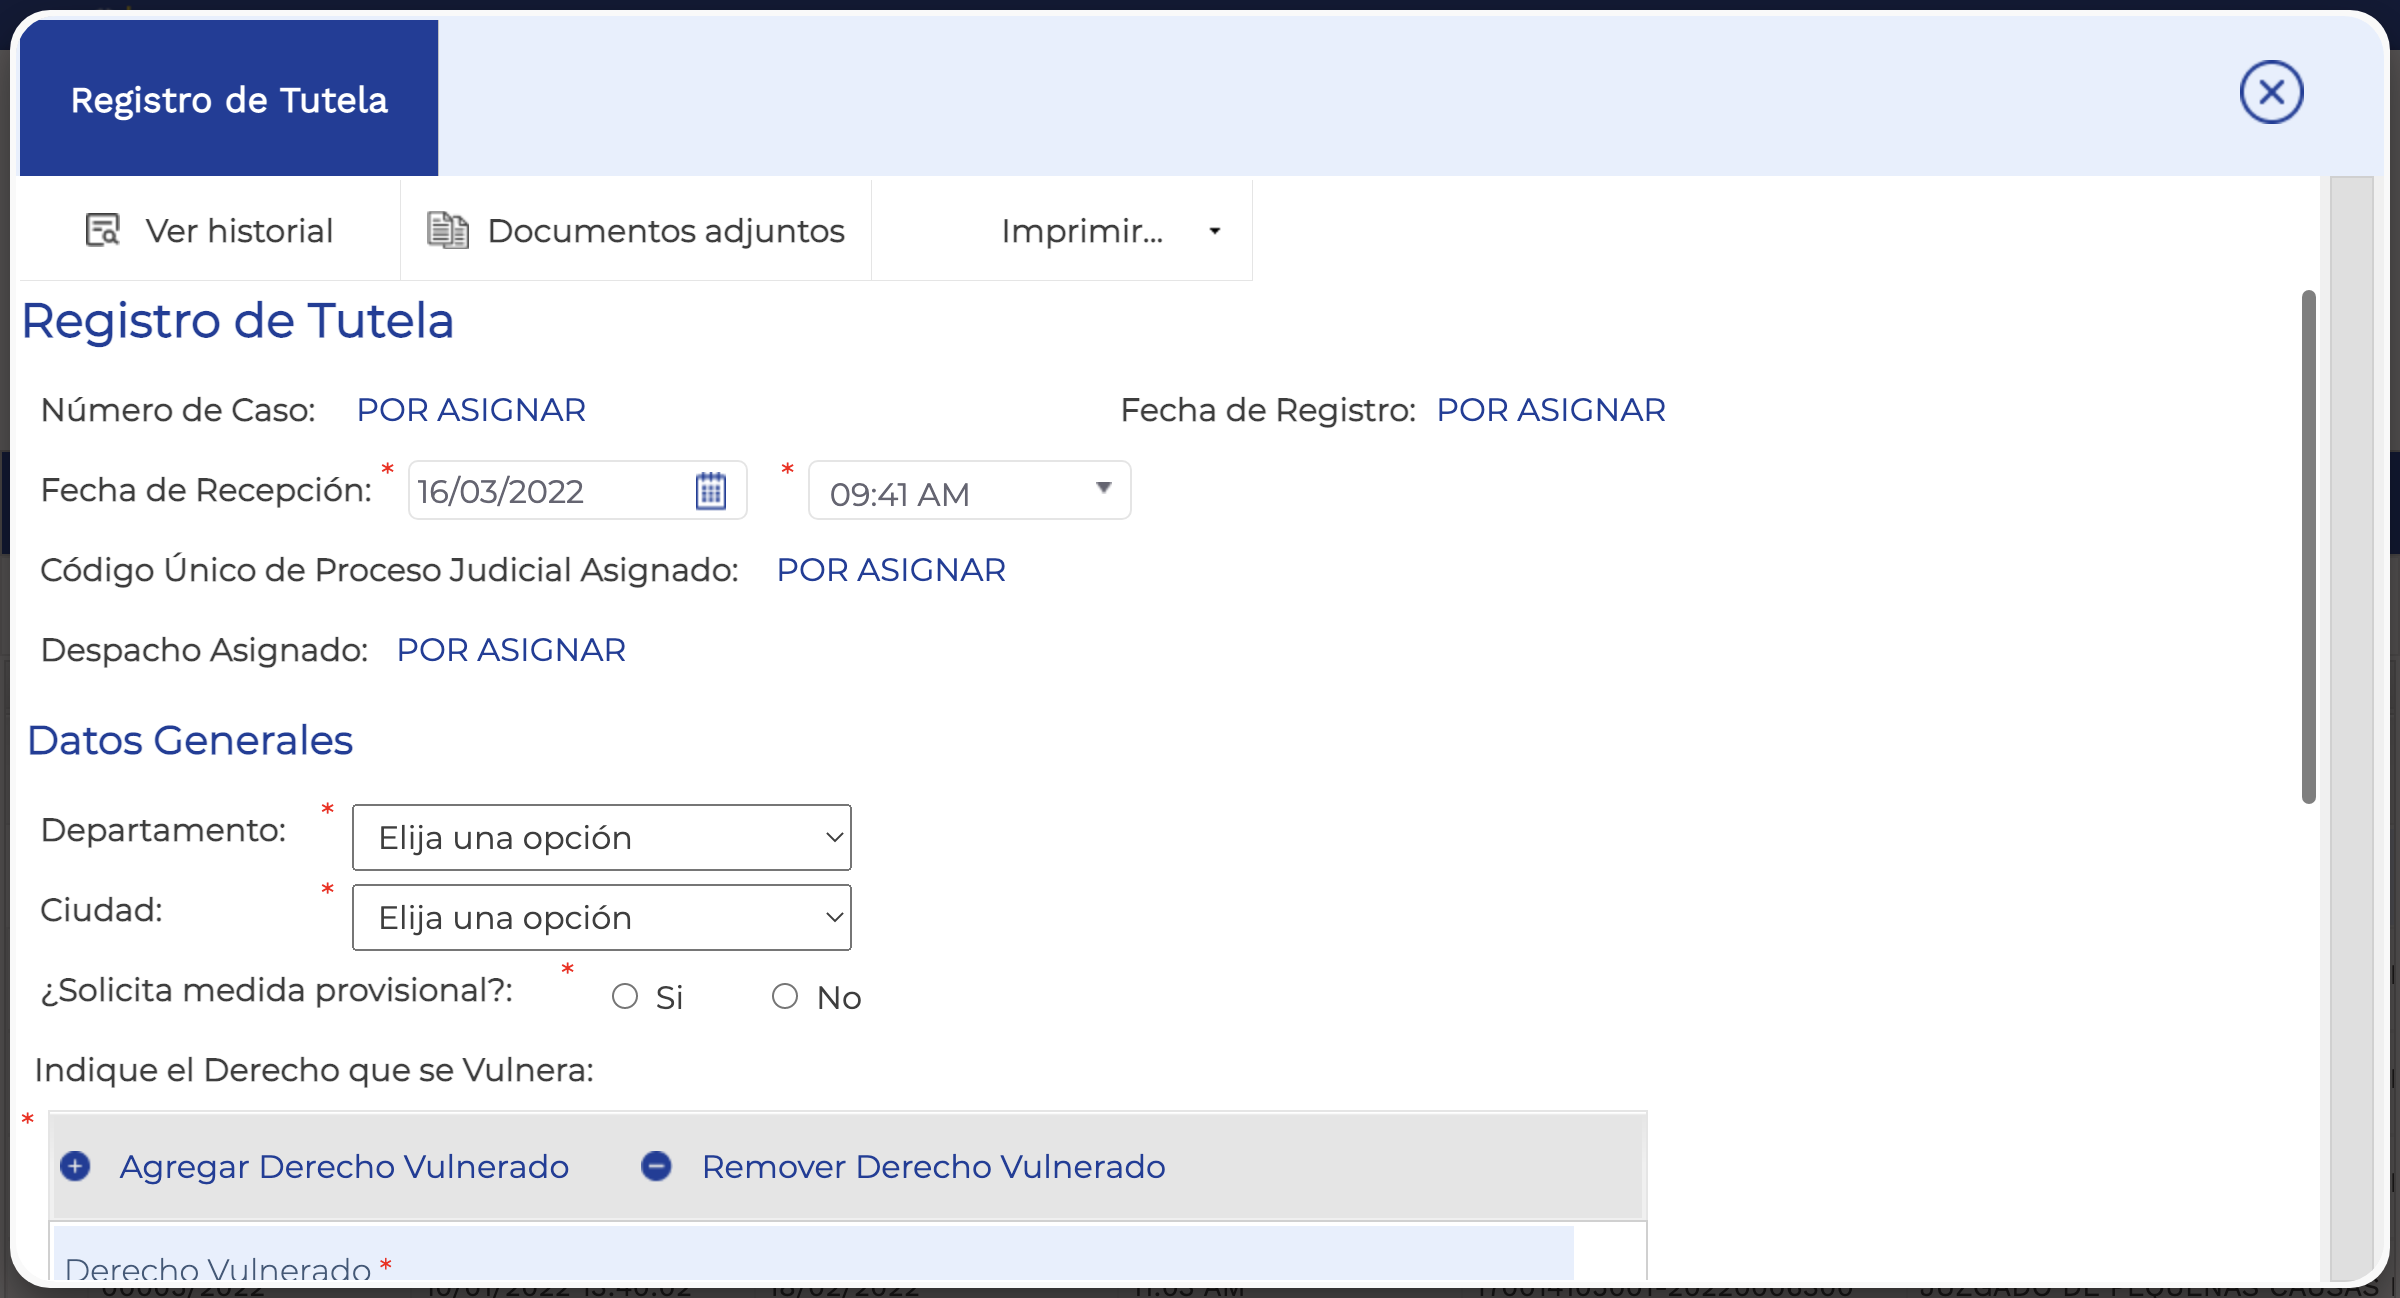 Registro de Tutela
Ver historial Documentos adjuntos Imprimir...
Registro de Tutela
Número de Caso: POR ASIGNAR Fecha de Registro: POR ASIGNAR
Fecha de Recepción: * 16/03/2022 * 09:41 AM
Código Único de Proceso Judicial Asignado: POR ASIGNAR
Despacho Asignado: POR ASIGNAR
Datos Generales
Departamento: * Elija una opción
Ciudad: * Elija una opción
¿Solicita medida provisional?: * Si No
Indique el Derecho que se Vulnera:
*
Agregar Derecho Vulnerado Remover Derecho Vulnerado
Derecho Vulnerado *